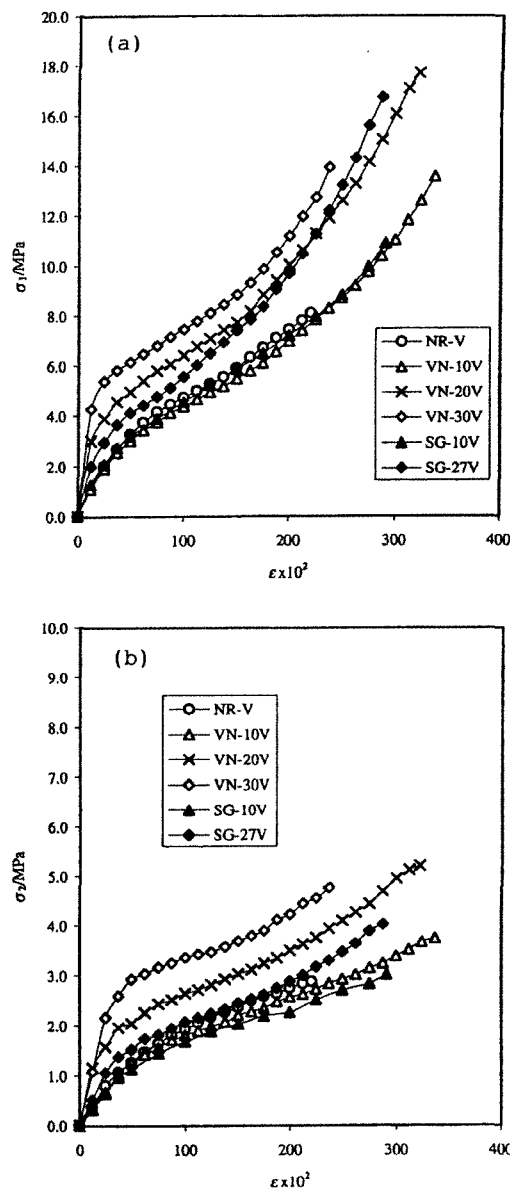 (a)
20.0
18.0
16.0
14.0
12.0
10.0
8.0
6.0
4.0
2.0
0.0
σ₁/MPa
NR-V
VN-10V
VN-20V
VN-30V
SG-10V
SG-27V
0 100 200 300 400
εx10²
(b)
10.0
9.0
8.0
7.0
6.0
5.0
4.0
3.0
2.0
1.0
0.0
σ₂/MPa
NR-V
VN-10V
VN-20V
VN-30V
SG-10V
SG-27V
0 100 200 300 400
εx10²